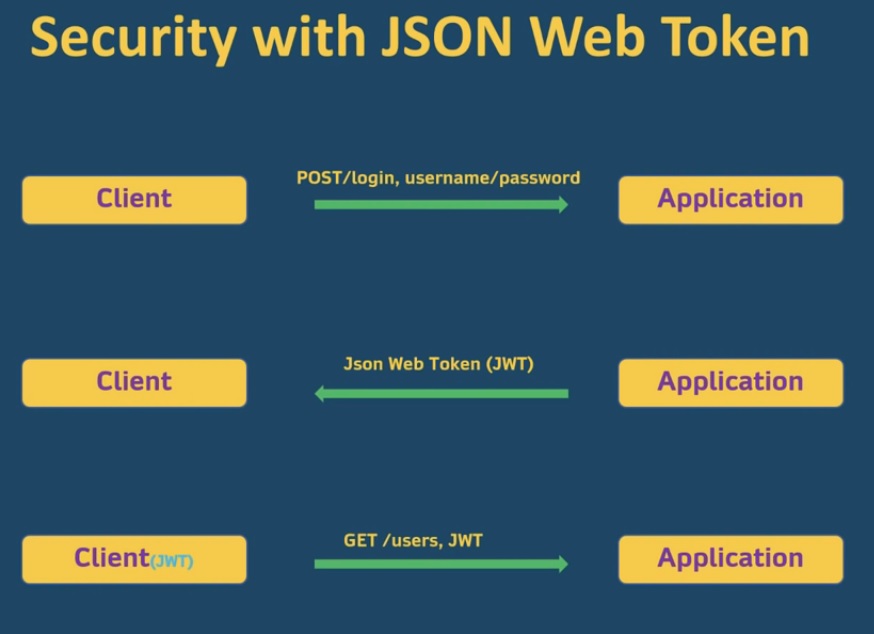 Security with JSON Web Token
POST/login, username/password
Client
Application
Json Web Token (JWT)
Client
Application
GET /users, JWT
Client(JWT)
Application